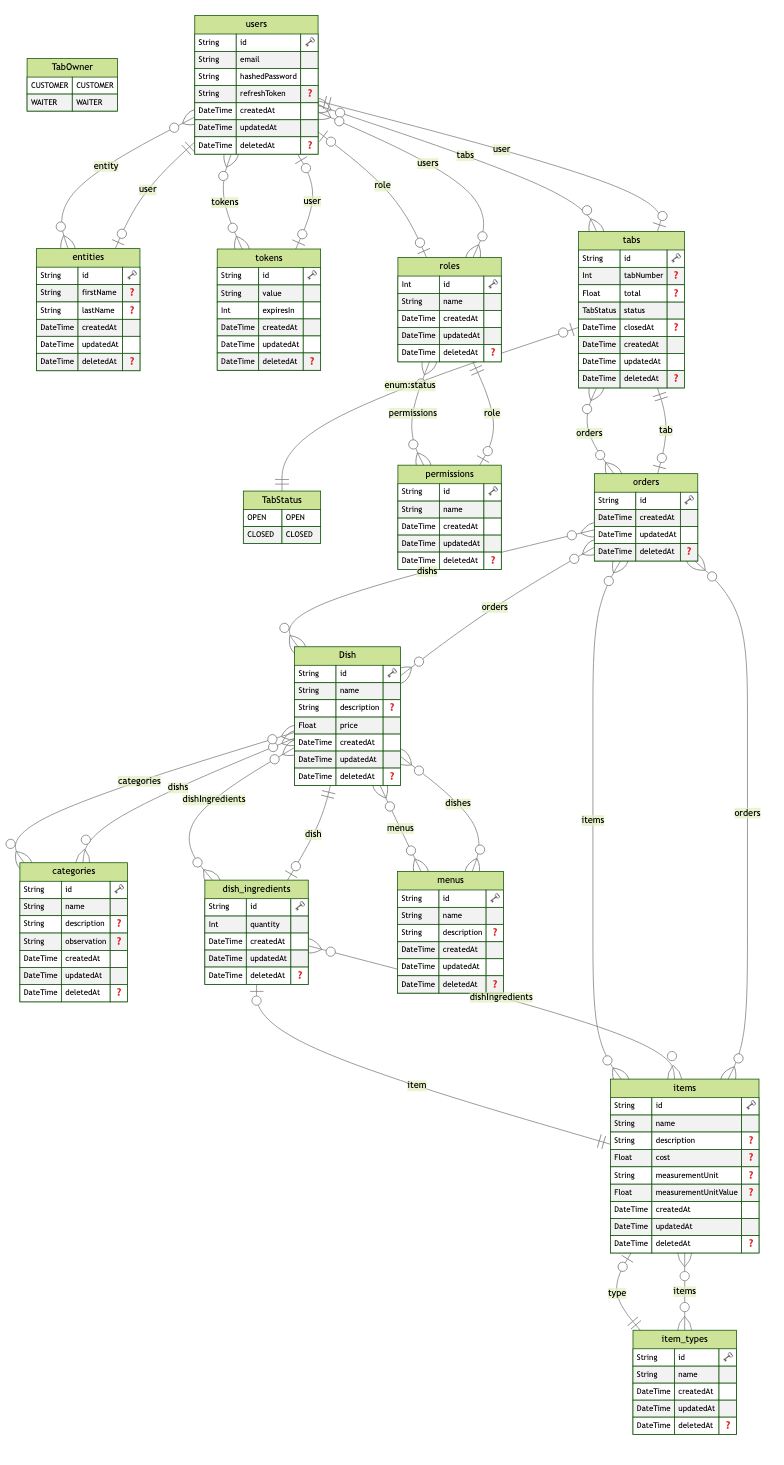 users
String id
String email
String hashedPassword
String refreshToken ?
DateTime createdAt
DateTime updatedAt
DateTime deletedAt ?
TabOwner
CUSTOMER CUSTOMER
WAITER WAITER
entity
user
tokens
user
role
users
tabs
user
entities
String id
String firstName ?
String lastName ?
DateTime createdAt
DateTime updatedAt
DateTime deletedAt ?
tokens
String id
String value
Int expiresIn
DateTime createdAt
DateTime updatedAt
DateTime deletedAt ?
roles
Int id
String name
DateTime createdAt
DateTime updatedAt
DateTime deletedAt ?
tabs
String id
Int tabNumber ?
Float total ?
TabStatus status
DateTime closedAt ?
DateTime createdAt
DateTime updatedAt
DateTime deletedAt ?
enum:status
permissions
role
orders
tab
TabStatus
OPEN OPEN
CLOSED CLOSED
permissions
String id
String name
DateTime createdAt
DateTime updatedAt
DateTime deletedAt ?
orders
String id
DateTime createdAt
DateTime updatedAt
DateTime deletedAt ?
dishs
orders
Dish
String id
String name
String description ?
Float price
DateTime createdAt
DateTime updatedAt
DateTime deletedAt ?
categories
dishs
dishIngredients
dish
menus
dishes
items
orders
categories
String id
String name
String description ?
String observation ?
DateTime createdAt
DateTime updatedAt
DateTime deletedAt ?
dish_ingredients
String id
Int quantity
DateTime createdAt
DateTime updatedAt
DateTime deletedAt ?
menus
String id
String name
String description ?
DateTime createdAt
DateTime updatedAt
DateTime deletedAt ?
dishIngredients
item
items
String id
String name
String description ?
Float cost ?
String measurementUnit ?
Float measurementUnitValue ?
DateTime createdAt
DateTime updatedAt
DateTime deletedAt ?
type
items
item_types
String id
String name
DateTime createdAt
DateTime updatedAt
DateTime deletedAt ?